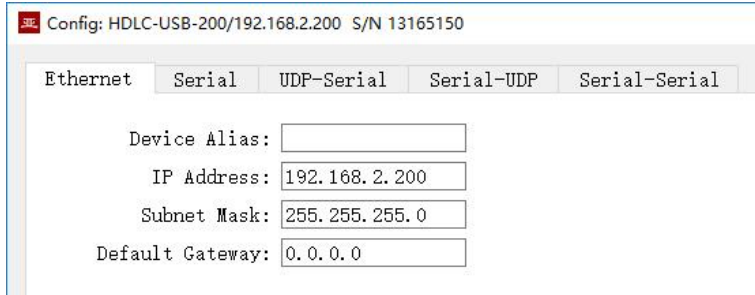 亚 Config: HDLC-USB-200/192.168.2.200 S/N 13165150
Ethernet Serial UDP-Serial Serial-UDP Serial-Serial
Device Alias:
IP Address: 192.168.2.200
Subnet Mask: 255.255.255.0
Default Gateway: 0.0.0.0